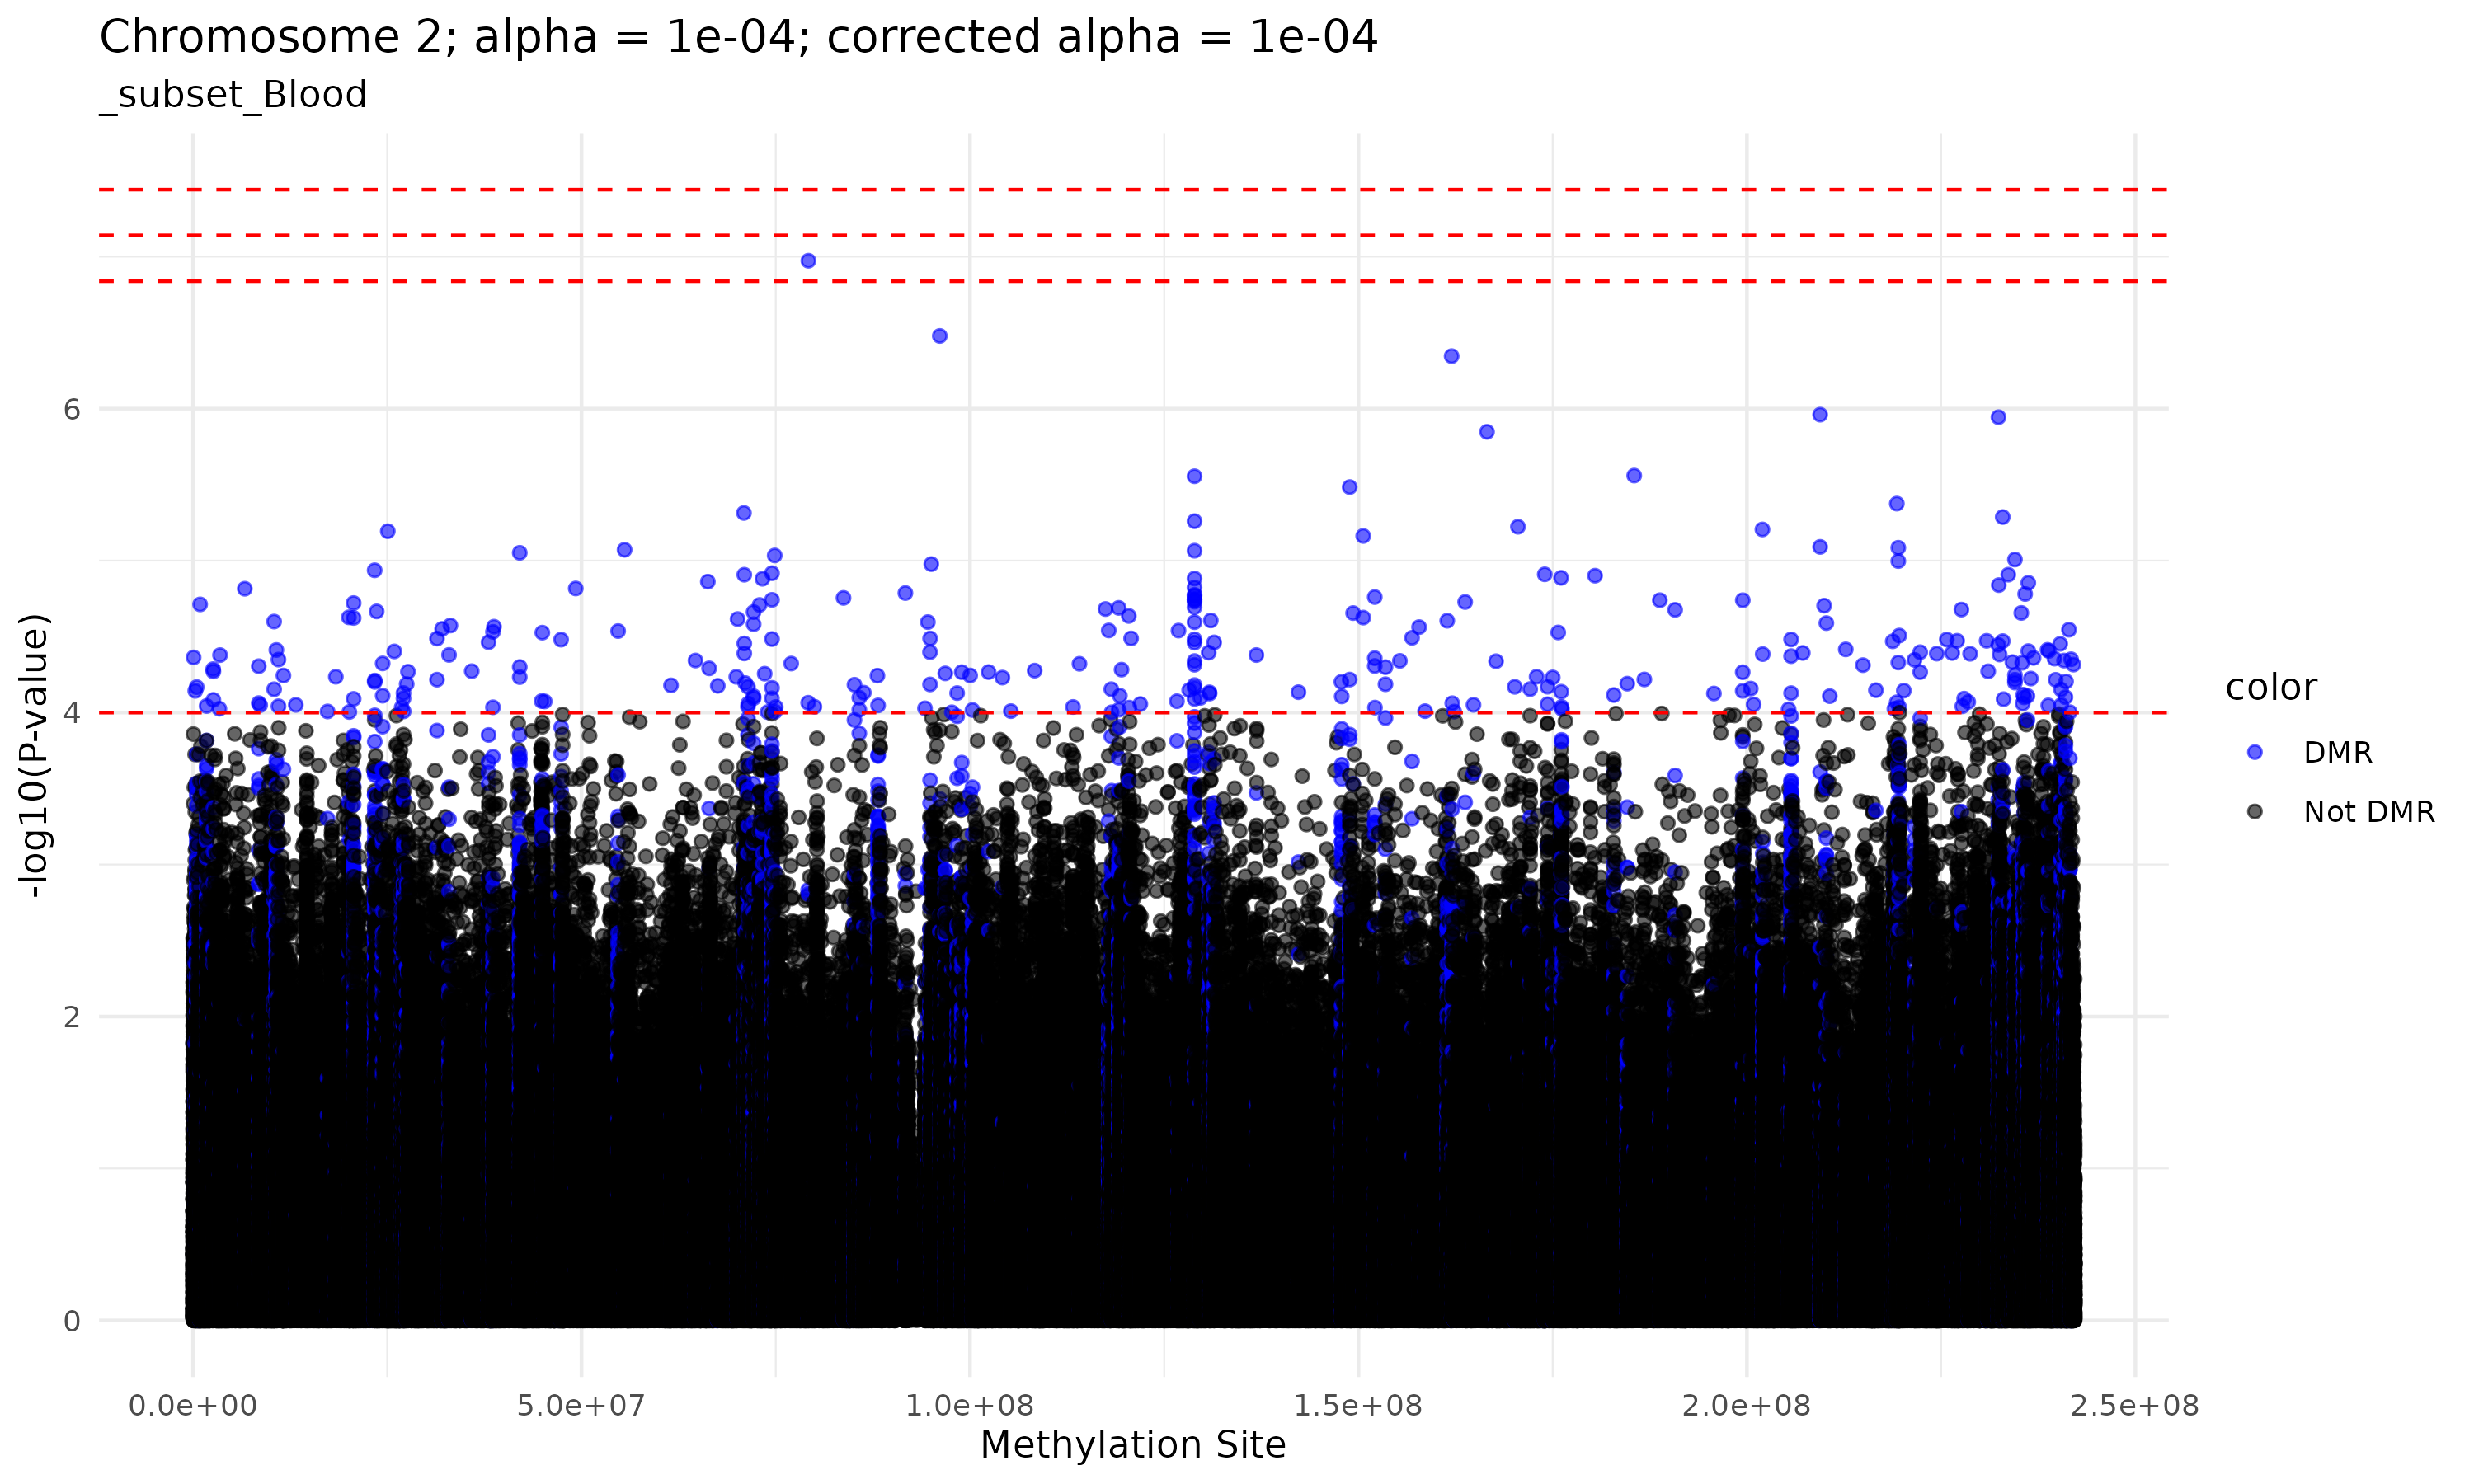 Chromosome 2; alpha = 1e-04; corrected alpha = 1e-04
_subset_Blood
-log10(P-value)
6
4
2
0
0.0e+00 5.0e+07 1.0e+08 1.5e+08 2.0e+08 2.5e+08
Methylation Site
color
DMR
Not DMR